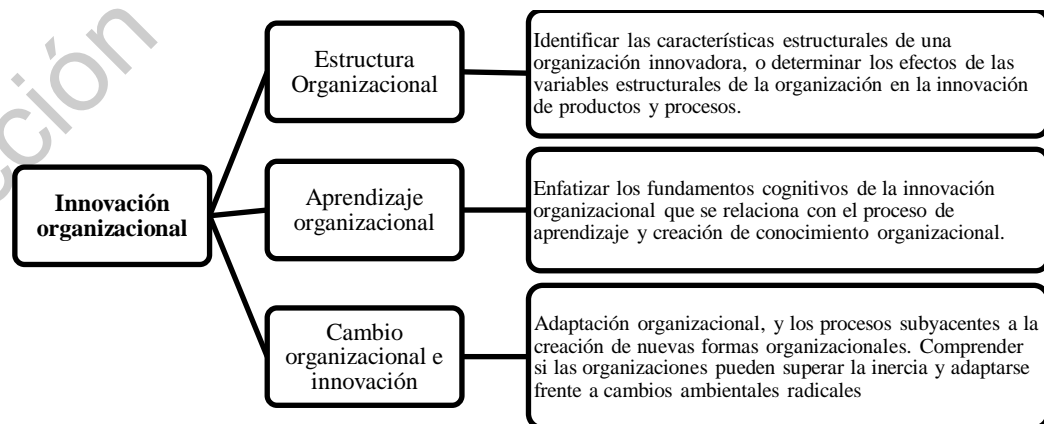 cción
Estructura
Organizacional
Identificar las características estructurales de una
organización innovadora, o determinar los efectos de las
variables estructurales de la organización en la innovación
de productos y procesos.
Innovación
organizacional
Aprendizaje
organizacional
Enfatizar los fundamentos cognitivos de la innovación
organizacional que se relaciona con el proceso de
aprendizaje y creación de conocimiento organizacional.
Cambio
organizacional e
innovación
Adaptación organizacional, y los procesos subyacentes a la
creación de nuevas formas organizacionales. Comprender
si las organizaciones pueden superar la inercia y adaptarse
frente a cambios ambientales radicales